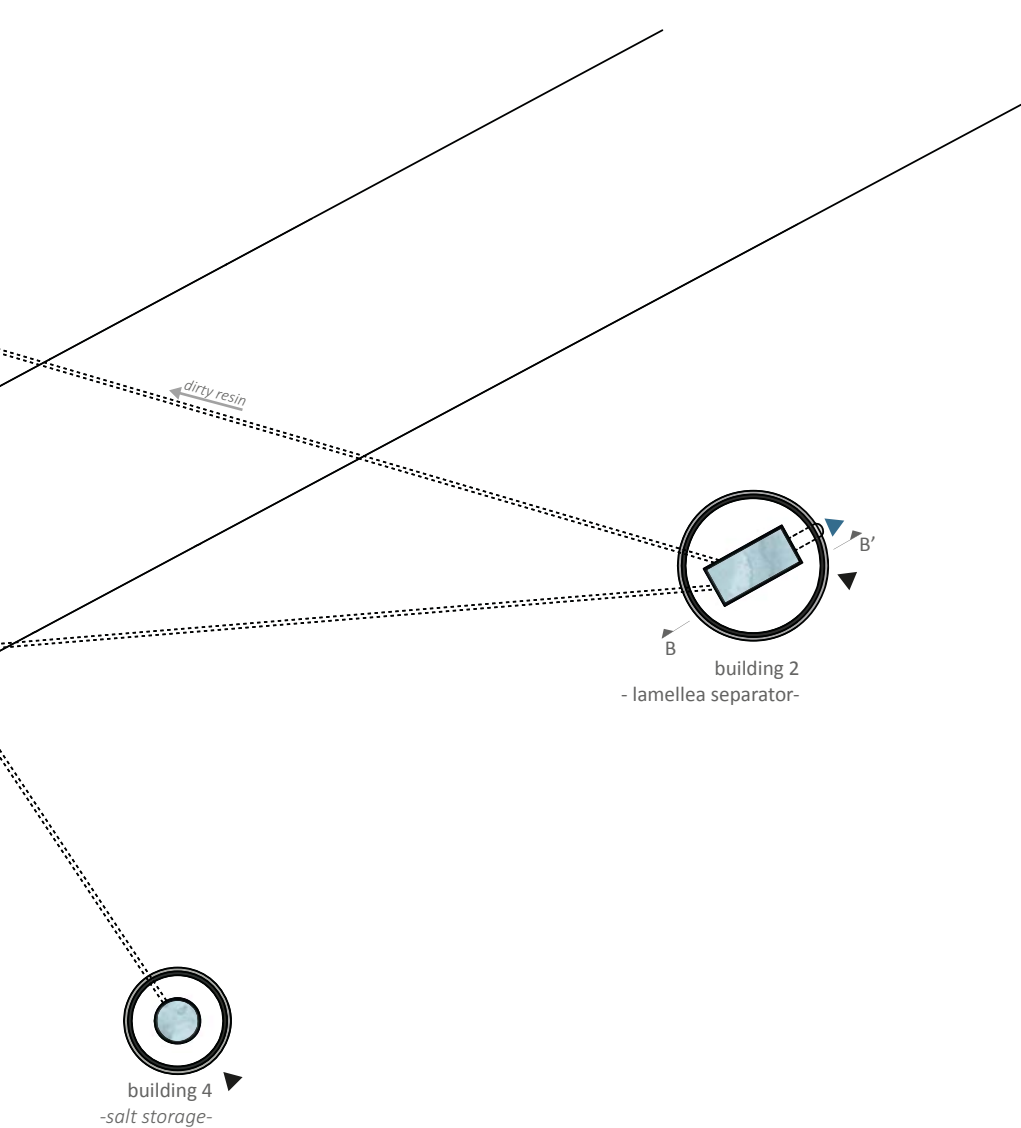 dirty resin
B’
B
building 2
- lamellea separator-
building 4
-salt storage-